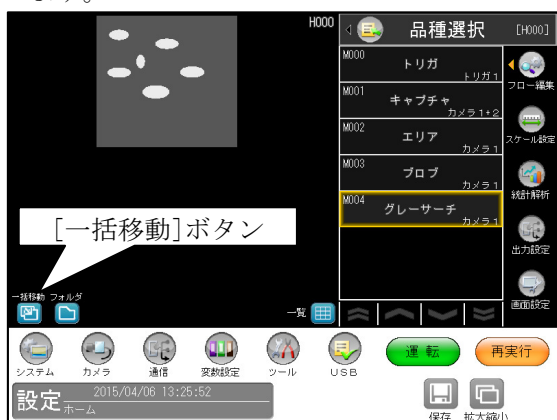 H000
品種選択
[H000]
M000
トリガ
トリガ1
M001
キャプチャ
カメラ1+2
M002
エリア
カメラ1
M003
ブロブ
カメラ1
M004
グレーサーチ
カメラ1
フロー編集
スケール設定
統計解析
出力設定
画面設定
[一括移動]ボタン
一括移動 フォルダ
一覧
システム カメラ 通信 変数設定 ツール USB
運転
再実行
設定 2015/04/06 13:25:52
ホーム
保存 拡大縮小